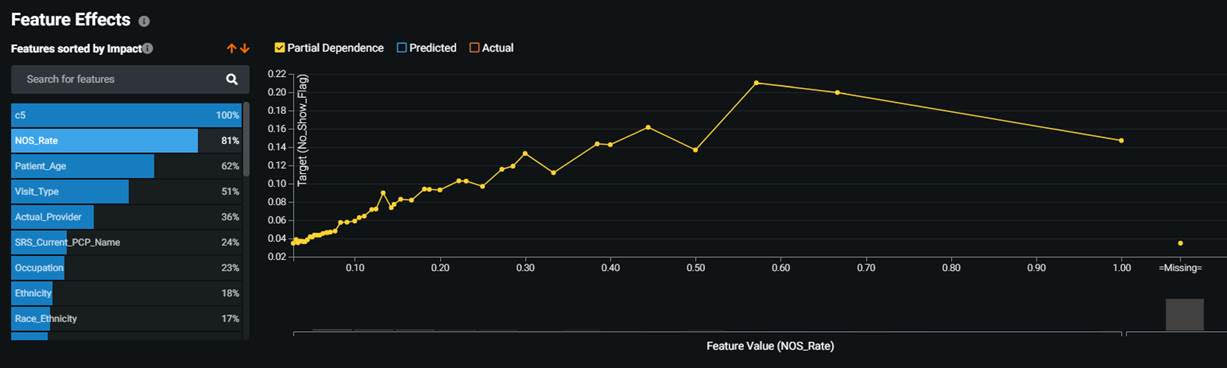 Feature Effects
Features sorted by Impact
Search for features
c5 100%
NOS_Rate 81%
Patient_Age 62%
Visit_Type 51%
Actual_Provider 36%
SRS_Current_PCP_Name 24%
Occupation 23%
Ethnicity 18%
Race_Ethnicity 17%
Partial Dependence Predicted Actual
Target (No_Show_Flag)
0.22
0.20
0.18
0.16
0.14
0.12
0.10
0.08
0.06
0.04
0.02
0.10 0.20 0.30 0.40 0.50 0.60 0.70 0.80 0.90 1.00 =Missing=
Feature Value (NOS_Rate)